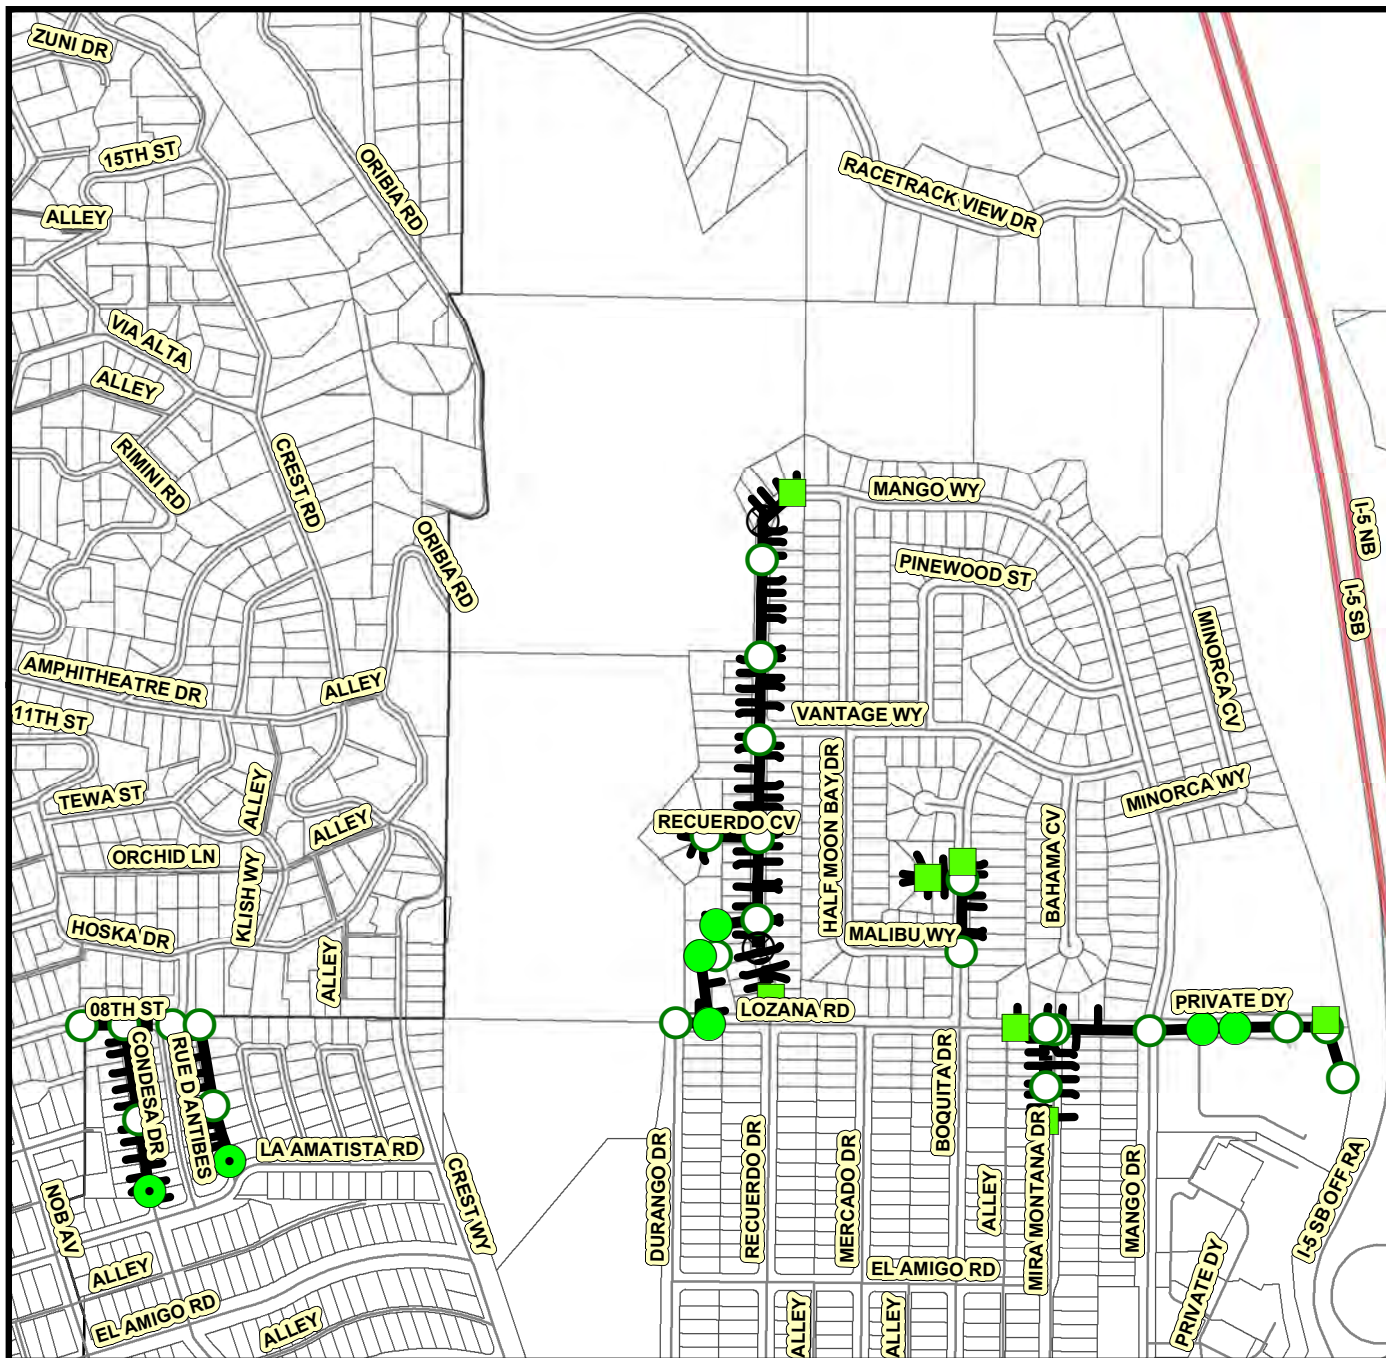 ZUNI DR
15TH ST
ALLEY
ORIBIA RD
RACETRACK VIEW DR
VIA ALTA
ALLEY
RIMINI RD
CREST RD
ORIBIA RD
MANGO WY
PINEWOOD ST
I-5 NB
I-5 SB
MINORCA CV
AMPHITHEATRE DR
ALLEY
11TH ST
VANTAGE WY
HALF MOON BAY DR
TEWA ST
ALLEY
ALLEY
MINORCA WY
RECUERDO CV
ORCHID LN
KLISH WY
BAHAMA CV
HOSKA DR
ALLEY
MALIBU WY
08TH ST
LOZANA RD
PRIVATE DY
CONDESA DR
RUE D ANTIBES
BOQUITA DR
LA AMATISTA RD
NOB AV
CREST WY
DURANGO DR
RECUERDO DR
MERCADO DR
ALLEY
MIRA MONTANA DR
MANGO DR
I-5 SB OFF RA
ALLEY
EL AMIGO RD
EL AMIGO RD
ALLEY
ALLEY
ALLEY
PRIVATE DY